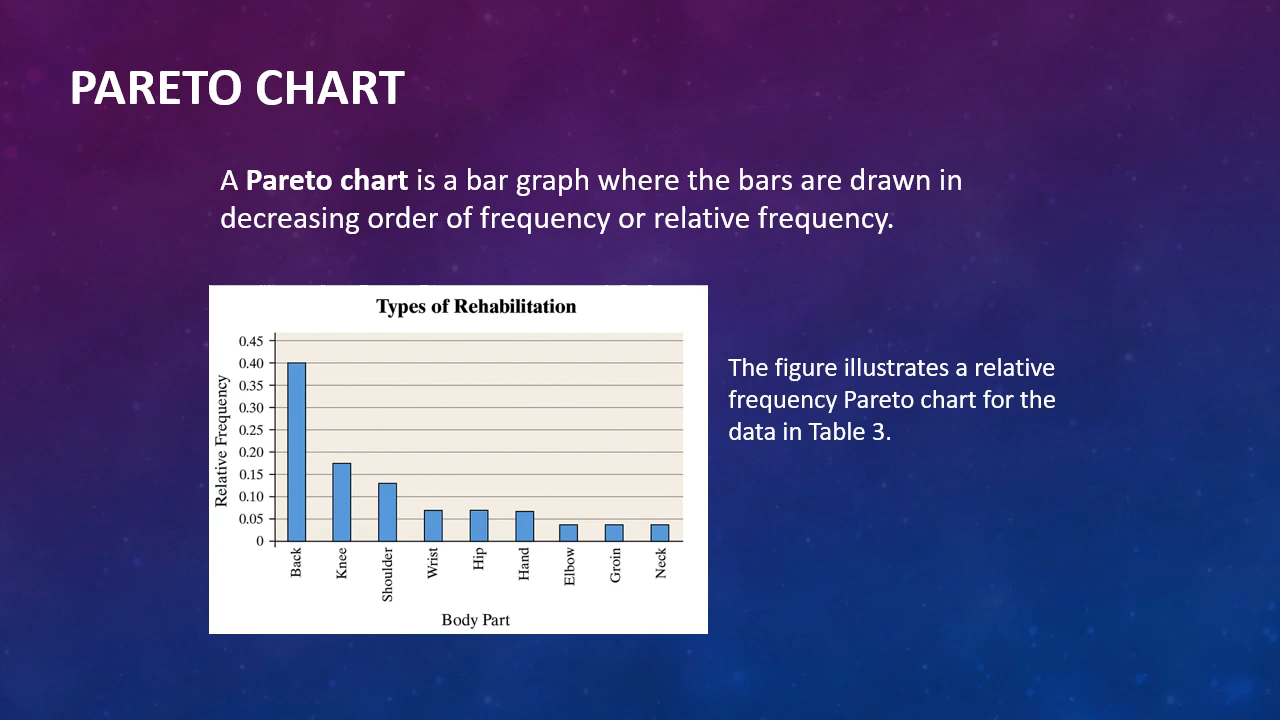 PARETO CHART
A Pareto chart is a bar graph where the bars are drawn in
decreasing order of frequency or relative frequency.
Types of Rehabilitation
Relative Frequency
0.45
0.40
0.35
0.30
0.25
0.20
0.15
0.10
0.05
0
Back
Knee
Shoulder
Wrist
Hip
Hand
Elbow
Groin
Neck
Body Part
The figure illustrates a relative
frequency Pareto chart for the
data in Table 3.